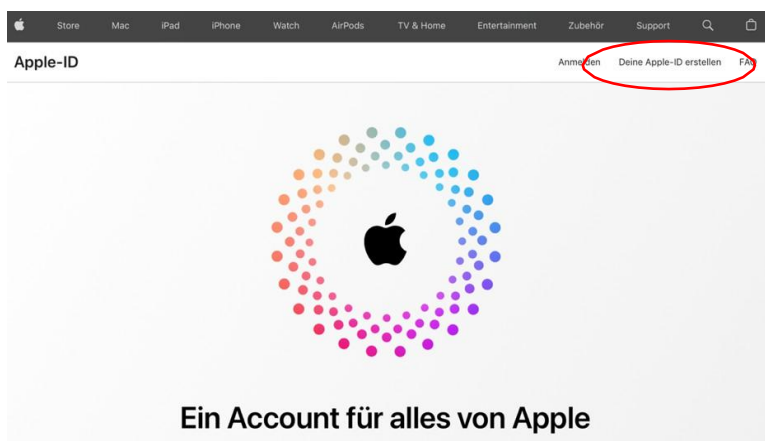 Store Mac iPad iPhone Watch AirPods TV & Home Entertainment Zubehör Support
Apple-ID Anmelden Deine Apple-ID erstellen FAQ
Ein Account für alles von Apple